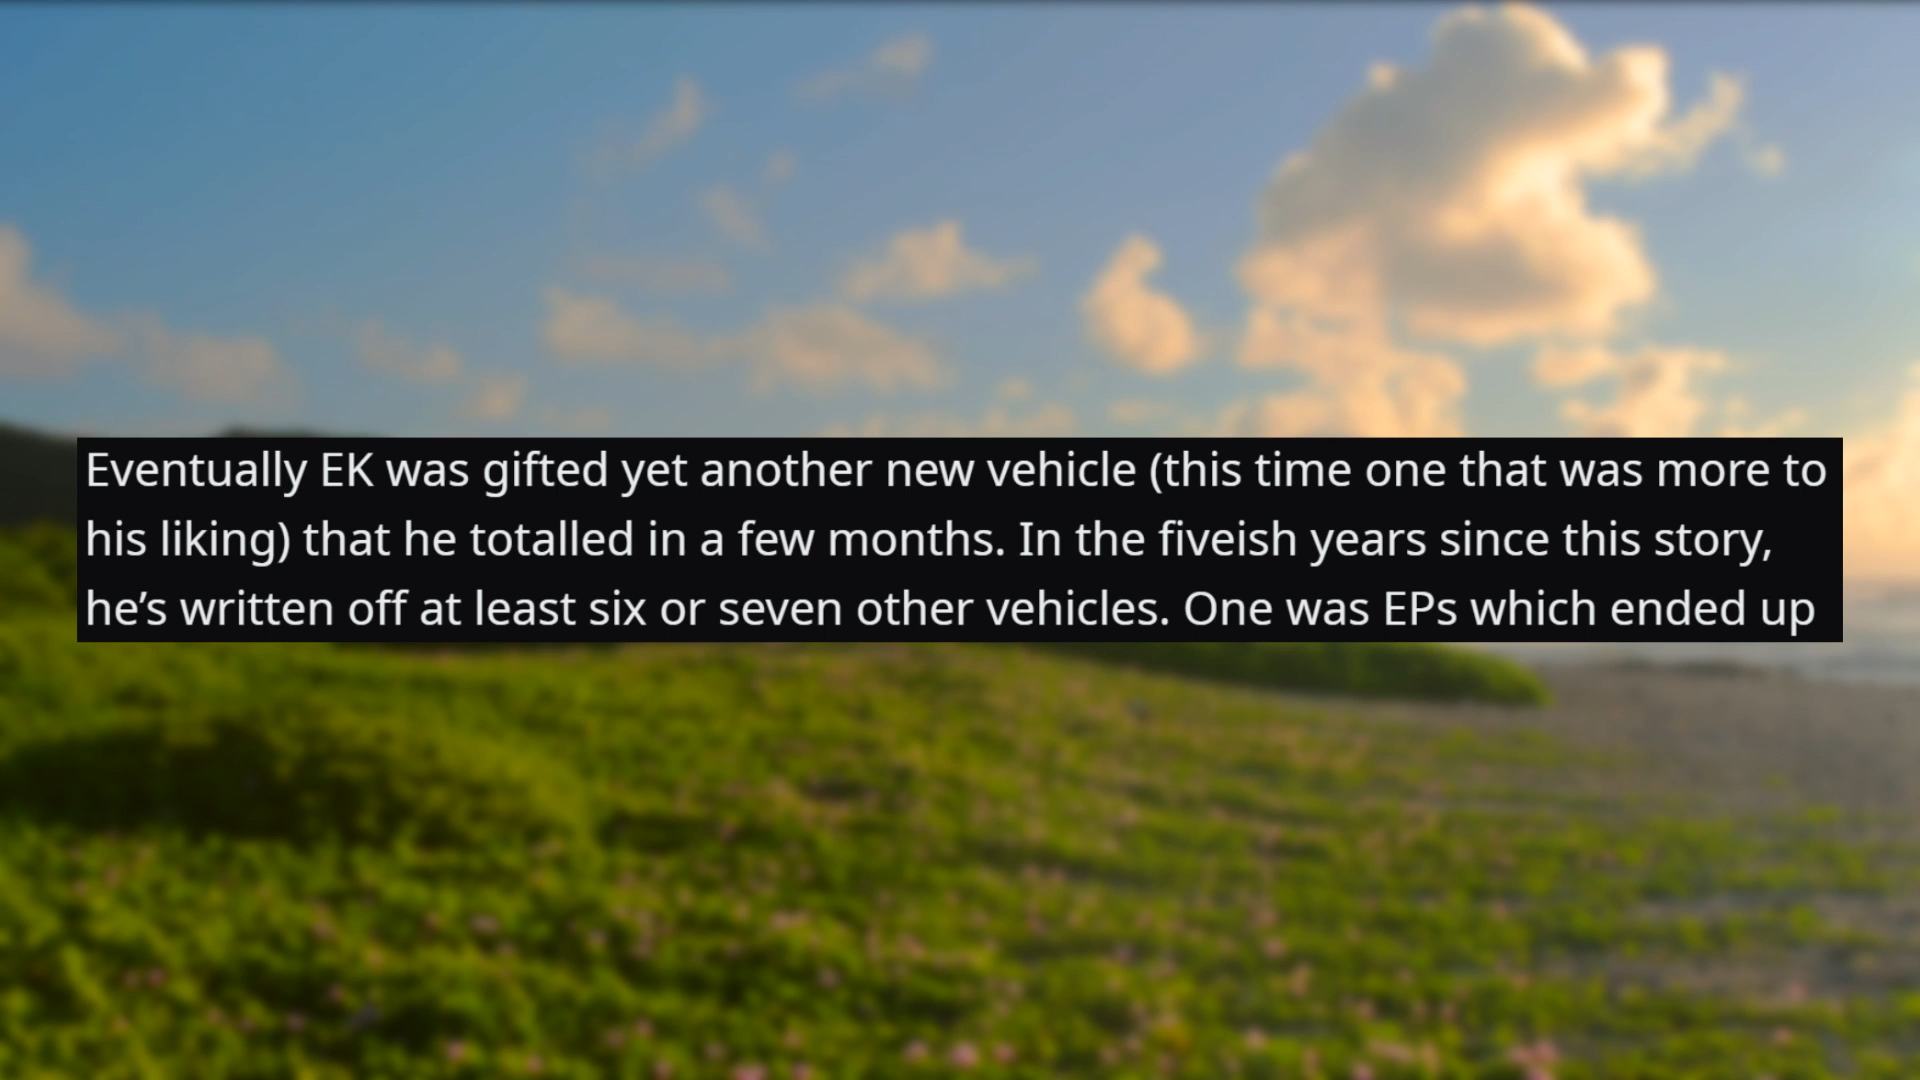 Eventually EK was gifted yet another new vehicle (this time one that was more to
his liking) that he totalled in a few months. In the fiveish years since this story,
he’s written off at least six or seven other vehicles. One was EPs which ended up